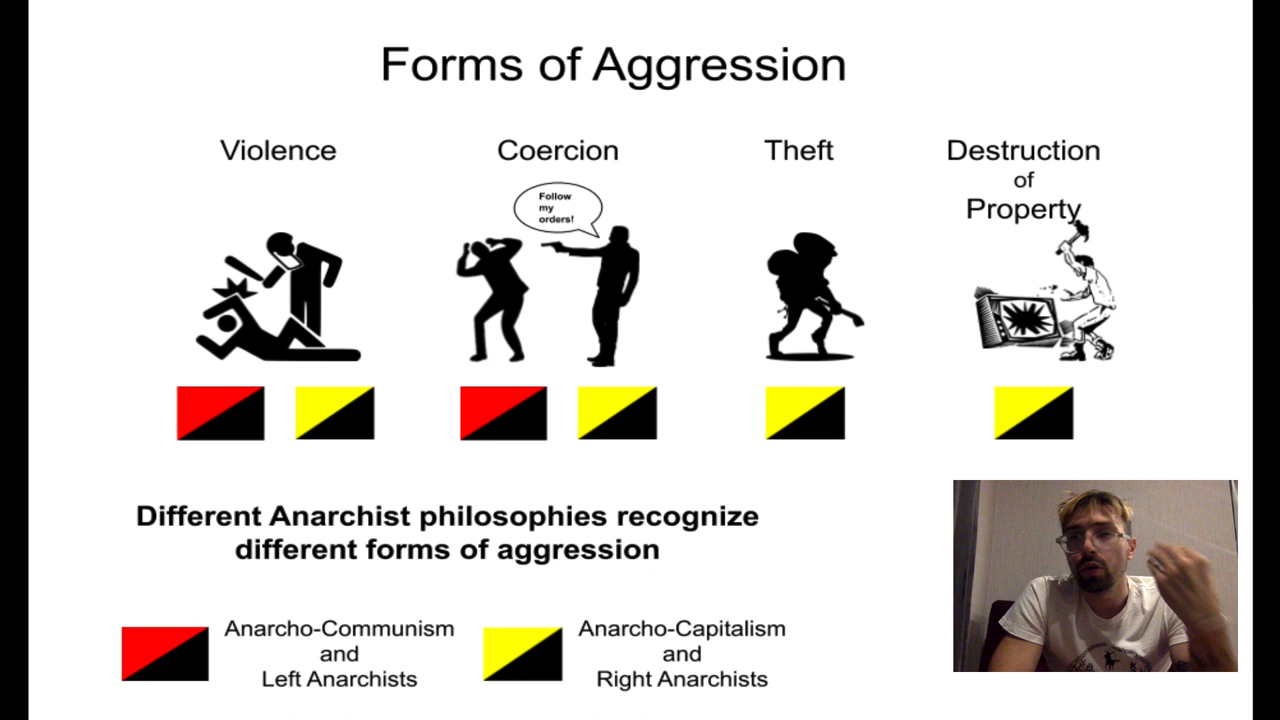 Forms of Aggression
Violence
Coercion
Theft
Destruction
of
Property
Follow
my
orders!
Different Anarchist philosophies recognize
different forms of aggression
Anarcho-Communism
and
Left Anarchists
Anarcho-Capitalism
and
Right Anarchists